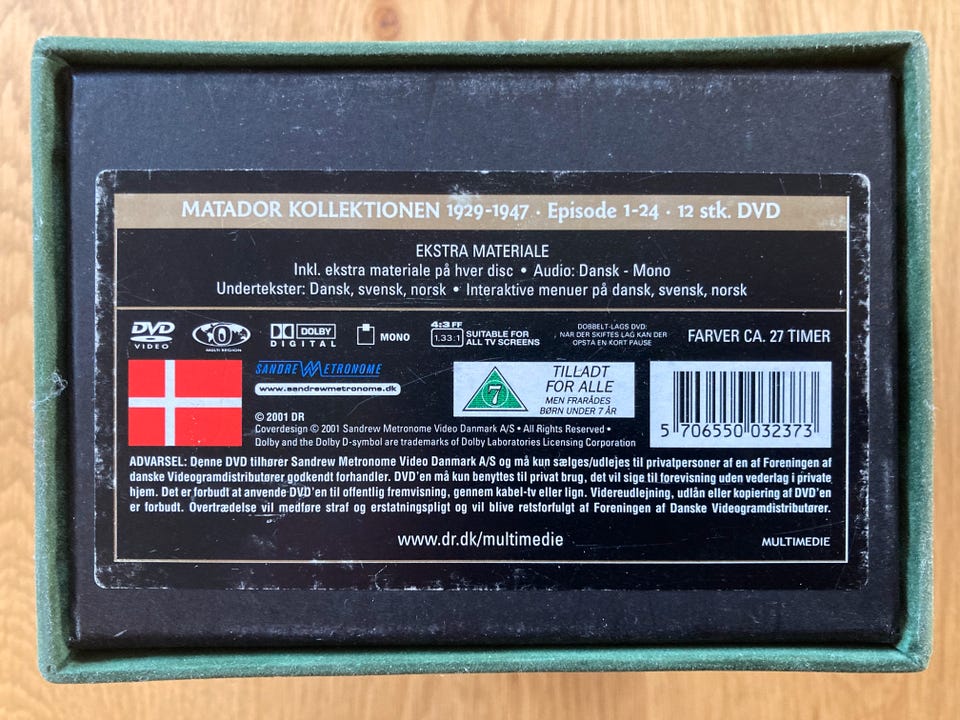 MATADOR KOLLEKTIONEN 1929-1947 · Episode 1-24 · 12 stk. DVD
EKSTRA MATERIALE
Inkl. ekstra materiale på hver disc • Audio: Dansk - Mono
Undertekster: Dansk, svensk, norsk • Interaktive menuer på dansk, svensk, norsk
DVD VIDEO
0 MULTI REGION
DOLBY DIGITAL
MONO
4:3 FF 1.33:1
SUITABLE FOR
ALL TV SCREENS
DOBBELT-LAGS DVD:
NÅR DER SKIFTES LAG KAN DER
OPSTÅ EN KORT PAUSE
FARVER CA. 27 TIMER
SANDREW METRONOME
www.sandrewmetronome.dk
7
TILLADT
FOR ALLE
MEN FRARÅDES
BØRN UNDER 7 ÅR
5 706550 032373
© 2001 DR
Coverdesign © 2001 Sandrew Metronome Video Danmark A/S • All Rights Reserved •
Dolby and the Dolby D-symbol are trademarks of Dolby Laboratories Licensing Corporation
ADVARSEL: Denne DVD tilhører Sandrew Metronome Video Danmark A/S og må kun sælges/udlejes til privatpersoner af en af Foreningen af
danske Videogramdistributører godkendt forhandler. DVD'en må kun benyttes til privat brug, det vil sige til forevisning uden vederlag i private
hjem. Det er forbudt at anvende DVD'en til offentlig fremvisning, gennem kabel-tv eller lign. Videreudlejning, udlån eller kopiering af DVD'en
er forbudt. Overtrædelse vil medføre straf og erstatningspligt og vil blive retsforfulgt af Foreningen af Danske Videogramdistributører.
www.dr.dk/multimedie
MULTIMEDIE